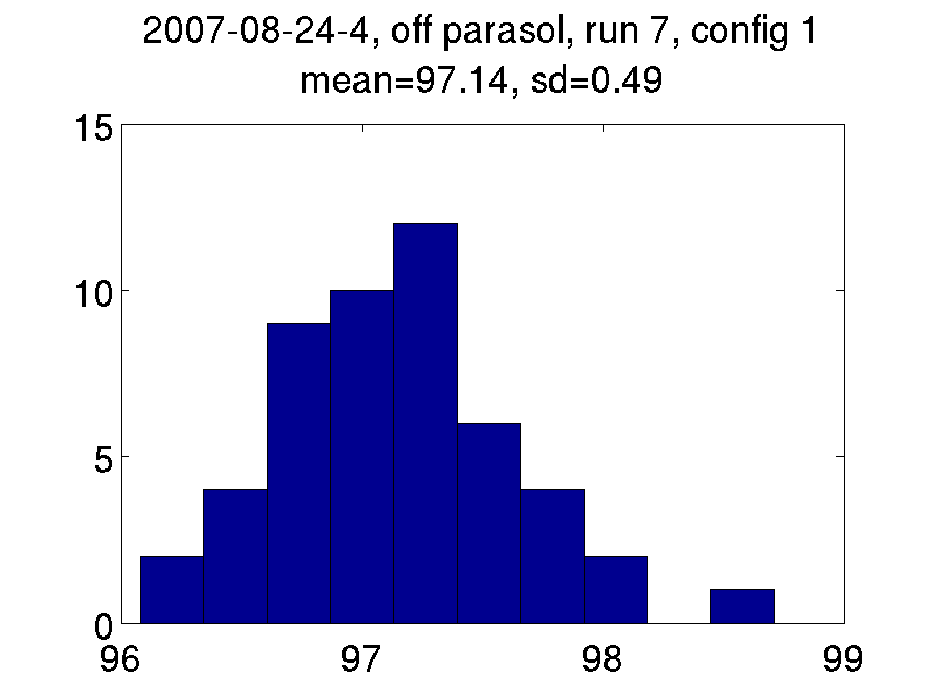 2007-08-24-4, off parasol, run 7, config 1
mean=97.14, sd=0.49
15
10
5
0
96 97 98 99